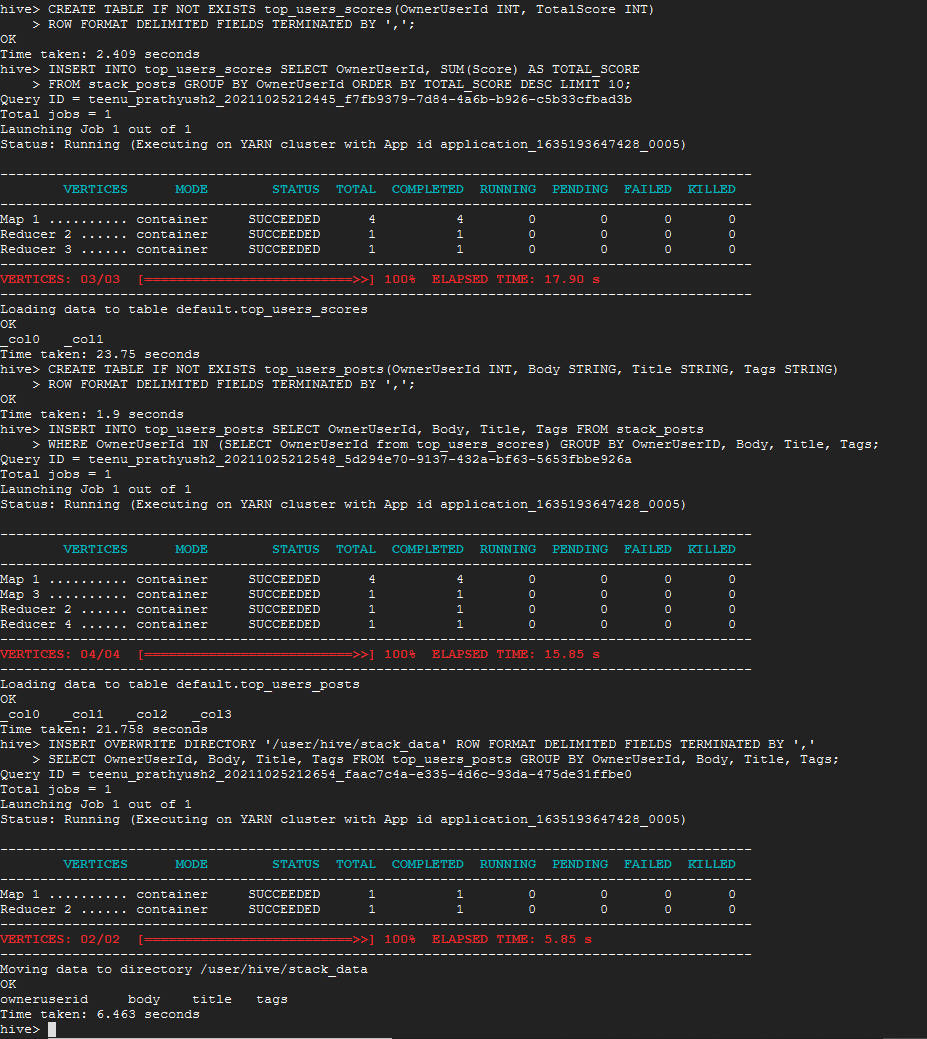 hive> CREATE TABLE IF NOT EXISTS top_users_scores(OwnerUserId INT, TotalScore INT)
    > ROW FORMAT DELIMITED FIELDS TERMINATED BY ',';
OK
Time taken: 2.409 seconds
hive> INSERT INTO top_users_scores SELECT OwnerUserId, SUM(Score) AS TOTAL_SCORE
    > FROM stack_posts GROUP BY OwnerUserId ORDER BY TOTAL_SCORE DESC LIMIT 10;
Query ID = teenu_prathyush2_20211025212445_f7fb9379-7d84-4a6b-b926-c5b33cfbad3b
Total jobs = 1
Launching Job 1 out of 1
Status: Running (Executing on YARN cluster with App id application_1635193647428_0005)
----------------------------------------------------------------------------------------------
        VERTICES      MODE        STATUS  TOTAL  COMPLETED  RUNNING  PENDING  FAILED  KILLED
----------------------------------------------------------------------------------------------
Map 1 .......... container     SUCCEEDED      4          4        0        0       0       0
Reducer 2 ...... container     SUCCEEDED      1          1        0        0       0       0
Reducer 3 ...... container     SUCCEEDED      1          1        0        0       0       0
----------------------------------------------------------------------------------------------
VERTICES: 03/03  [==========================>>] 100%  ELAPSED TIME: 17.90 s
----------------------------------------------------------------------------------------------
Loading data to table default.top_users_scores
OK
_col0   _col1
Time taken: 23.75 seconds
hive> CREATE TABLE IF NOT EXISTS top_users_posts(OwnerUserId INT, Body STRING, Title STRING, Tags STRING)
    > ROW FORMAT DELIMITED FIELDS TERMINATED BY ',';
OK
Time taken: 1.9 seconds
hive> INSERT INTO top_users_posts SELECT OwnerUserId, Body, Title, Tags FROM stack_posts
    > WHERE OwnerUserId IN (SELECT OwnerUserId from top_users_scores) GROUP BY OwnerUserID, Body, Title, Tags;
Query ID = teenu_prathyush2_20211025212548_5d294e70-9137-432a-bf63-5653fbbe926a
Total jobs = 1
Launching Job 1 out of 1
Status: Running (Executing on YARN cluster with App id application_1635193647428_0005)
----------------------------------------------------------------------------------------------
        VERTICES      MODE        STATUS  TOTAL  COMPLETED  RUNNING  PENDING  FAILED  KILLED
----------------------------------------------------------------------------------------------
Map 1 .......... container     SUCCEEDED      4          4        0        0       0       0
Map 3 .......... container     SUCCEEDED      1          1        0        0       0       0
Reducer 2 ...... container     SUCCEEDED      1          1        0        0       0       0
Reducer 4 ...... container     SUCCEEDED      1          1        0        0       0       0
----------------------------------------------------------------------------------------------
VERTICES: 04/04  [==========================>>] 100%  ELAPSED TIME: 15.85 s
----------------------------------------------------------------------------------------------
Loading data to table default.top_users_posts
OK
_col0   _col1   _col2   _col3
Time taken: 21.758 seconds
hive> INSERT OVERWRITE DIRECTORY '/user/hive/stack_data' ROW FORMAT DELIMITED FIELDS TERMINATED BY ','
    > SELECT OwnerUserId, Body, Title, Tags FROM top_users_posts GROUP BY OwnerUserId, Body, Title, Tags;
Query ID = teenu_prathyush2_20211025212654_faac7c4a-e335-4d6c-93da-475de31ffbe0
Total jobs = 1
Launching Job 1 out of 1
Status: Running (Executing on YARN cluster with App id application_1635193647428_0005)
----------------------------------------------------------------------------------------------
        VERTICES      MODE        STATUS  TOTAL  COMPLETED  RUNNING  PENDING  FAILED  KILLED
----------------------------------------------------------------------------------------------
Map 1 .......... container     SUCCEEDED      1          1        0        0       0       0
Reducer 2 ...... container     SUCCEEDED      1          1        0        0       0       0
----------------------------------------------------------------------------------------------
VERTICES: 02/02  [==========================>>] 100%  ELAPSED TIME: 5.85 s
----------------------------------------------------------------------------------------------
Moving data to directory /user/hive/stack_data
OK
owneruserid     body    title   tags
Time taken: 6.463 seconds
hive>